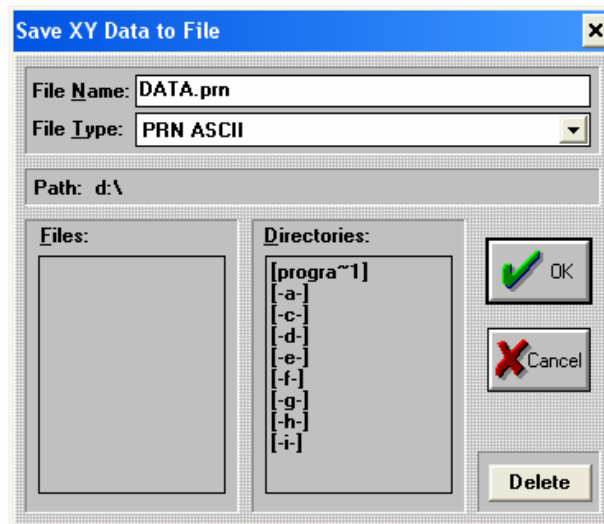 Save XY Data to File
File Name: DATA.prn
File Type: PRN ASCII
Path: d:\
Files:
Directories:
[progra~1]
[-a-]
[-c-]
[-d-]
[-e-]
[-f-]
[-g-]
[-h-]
[-i-]
OK
Cancel
Delete